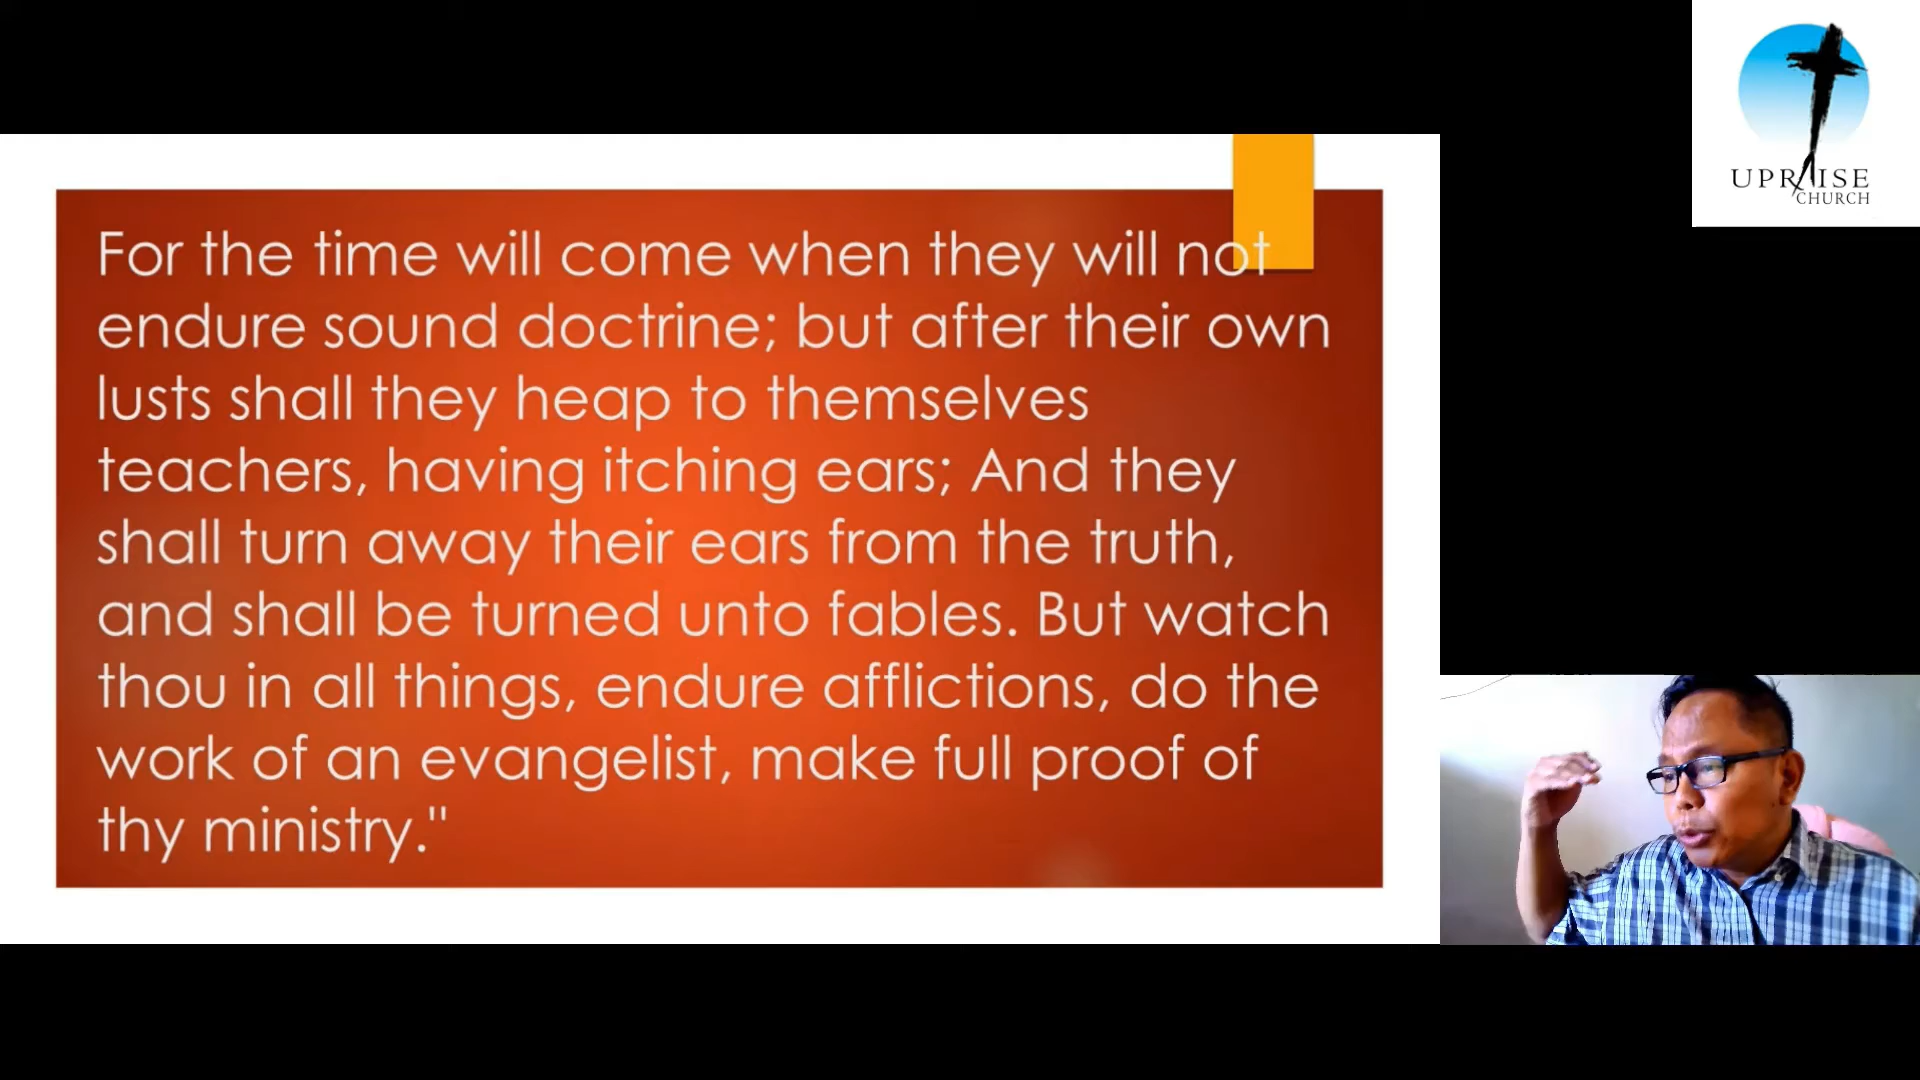 UPRAISE
CHURCH
For the time will come when they will not
endure sound doctrine; but after their own
lusts shall they heap to themselves
teachers, having itching ears; And they
shall turn away their ears from the truth,
and shall be turned unto fables. But watch
thou in all things, endure afflictions, do the
work of an evangelist, make full proof of
thy ministry."